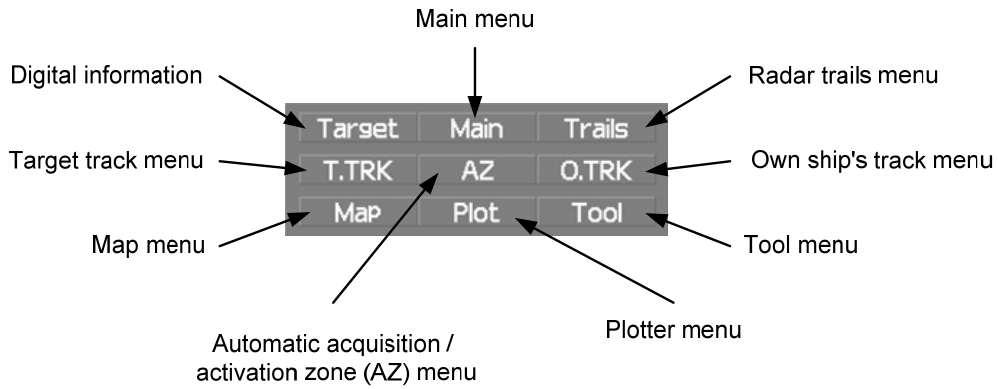 Main menu
Digital information
Radar trails menu
Target Main Trails
Target track menu
T.TRK AZ O.TRK
Own ship's track menu
Map Plot Tool
Map menu
Tool menu
Plotter menu
Automatic acquisition /
activation zone (AZ) menu